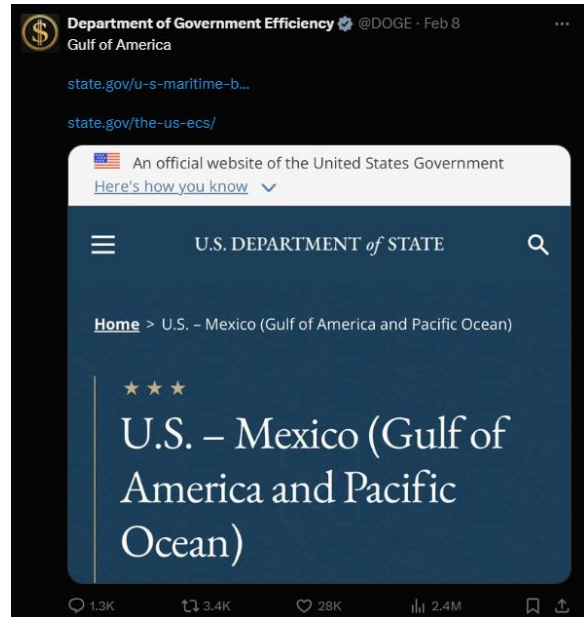 Department of Government Efficiency @DOGE · Feb 8
Gulf of America
state.gov/u-s-maritime-b...
state.gov/the-us-ecs/
An official website of the United States Government
Here's how you know
U.S. DEPARTMENT of STATE
Home > U.S. – Mexico (Gulf of America and Pacific Ocean)
U.S. – Mexico (Gulf of
America and Pacific
Ocean)
1.3K 3.4K 28K 2.4M